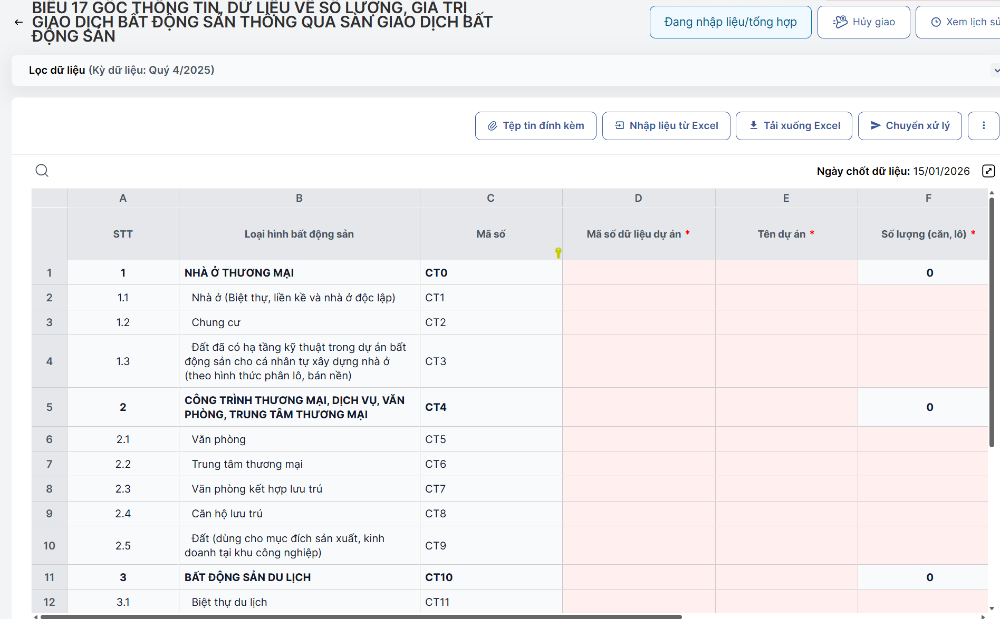 BIỂU 17 GỐC THÔNG TIN, DỮ LIỆU VỀ SỐ LƯỢNG, GIÁ TRỊ
GIAO DỊCH BẤT ĐỘNG SẢN THÔNG QUA SÀN GIAO DỊCH BẤT
ĐỘNG SẢN
Đang nhập liệu/tổng hợp
Hủy giao
Xem lịch sử
Lọc dữ liệu (Kỳ dữ liệu: Quý 4/2025)
Tệp tin đính kèm
Nhập liệu từ Excel
Tải xuống Excel
Chuyển xử lý
Ngày chốt dữ liệu: 15/01/2026
A B C D E F
STT Loại hình bất động sản Mã số Mã số dữ liệu dự án * Tên dự án * Số lượng (căn, lô) *
1 1 NHÀ Ở THƯƠNG MẠI CT0 0
2 1.1 Nhà ở (Biệt thự, liền kề và nhà ở độc lập) CT1
3 1.2 Chung cư CT2
4 1.3 Đất đã có hạ tầng kỹ thuật trong dự án bất
động sản cho cá nhân tự xây dựng nhà ở
(theo hình thức phân lô, bán nền) CT3
5 2 CÔNG TRÌNH THƯƠNG MẠI, DỊCH VỤ, VĂN
PHÒNG, TRUNG TÂM THƯƠNG MẠI CT4 0
6 2.1 Văn phòng CT5
7 2.2 Trung tâm thương mại CT6
8 2.3 Văn phòng kết hợp lưu trú CT7
9 2.4 Căn hộ lưu trú CT8
10 2.5 Đất (dùng cho mục đích sản xuất, kinh
doanh tại khu công nghiệp) CT9
11 3 BẤT ĐỘNG SẢN DU LỊCH CT10 0
12 3.1 Biệt thự du lịch CT11